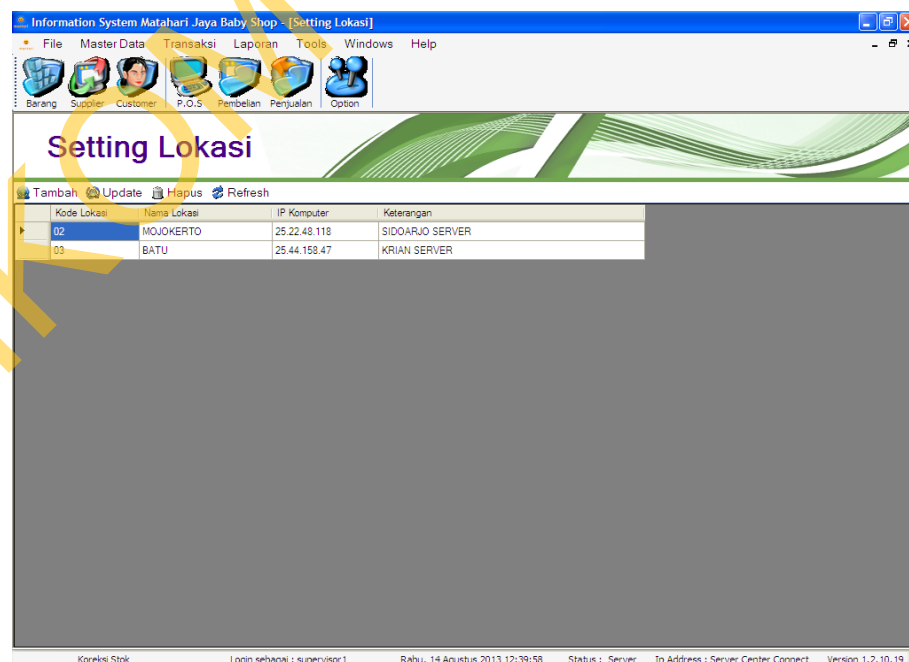 Information System Matahari Jaya Baby Shop - [Setting Lokasi]
File Master Data Transaksi Laporan Tools Windows Help
Barang Supplier Customer P.O.S Pembelian Penjualan Option
Setting Lokasi
Tambah Update Hapus Refresh
Kode Lokasi Nama Lokasi IP Komputer Keterangan
02 MOJOKERTO 25.22.48.118 SIDOARJO SERVER
03 BATU 25.44.158.47 KRIAN SERVER
Koreksi Stok Login sebagai : supervisor1 Rabu, 14 Agustus 2013 12:39:58 Status : Server Ip Address : Server Center Connect Version 1.2.10.19
KOM